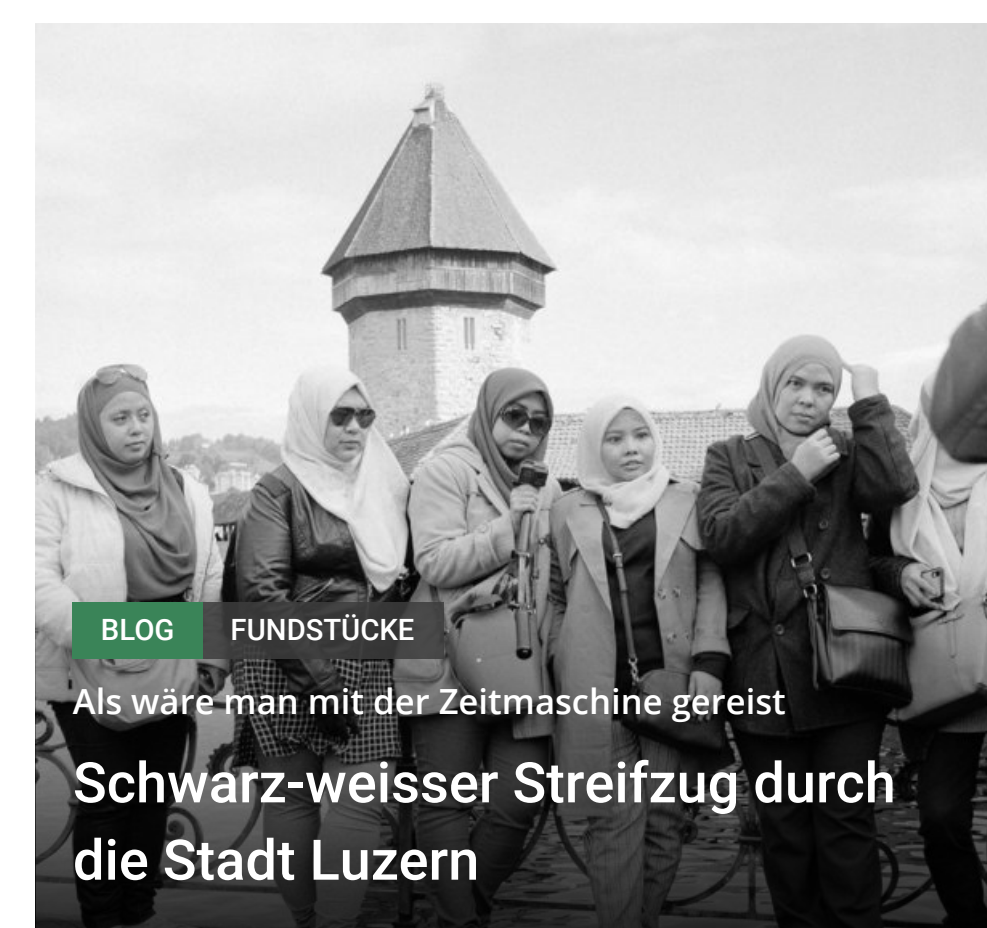 BLOG FUNDSTÜCKE
Als wäre man mit der Zeitmaschine gereist
Schwarz-weisser Streifzug durch
die Stadt Luzern